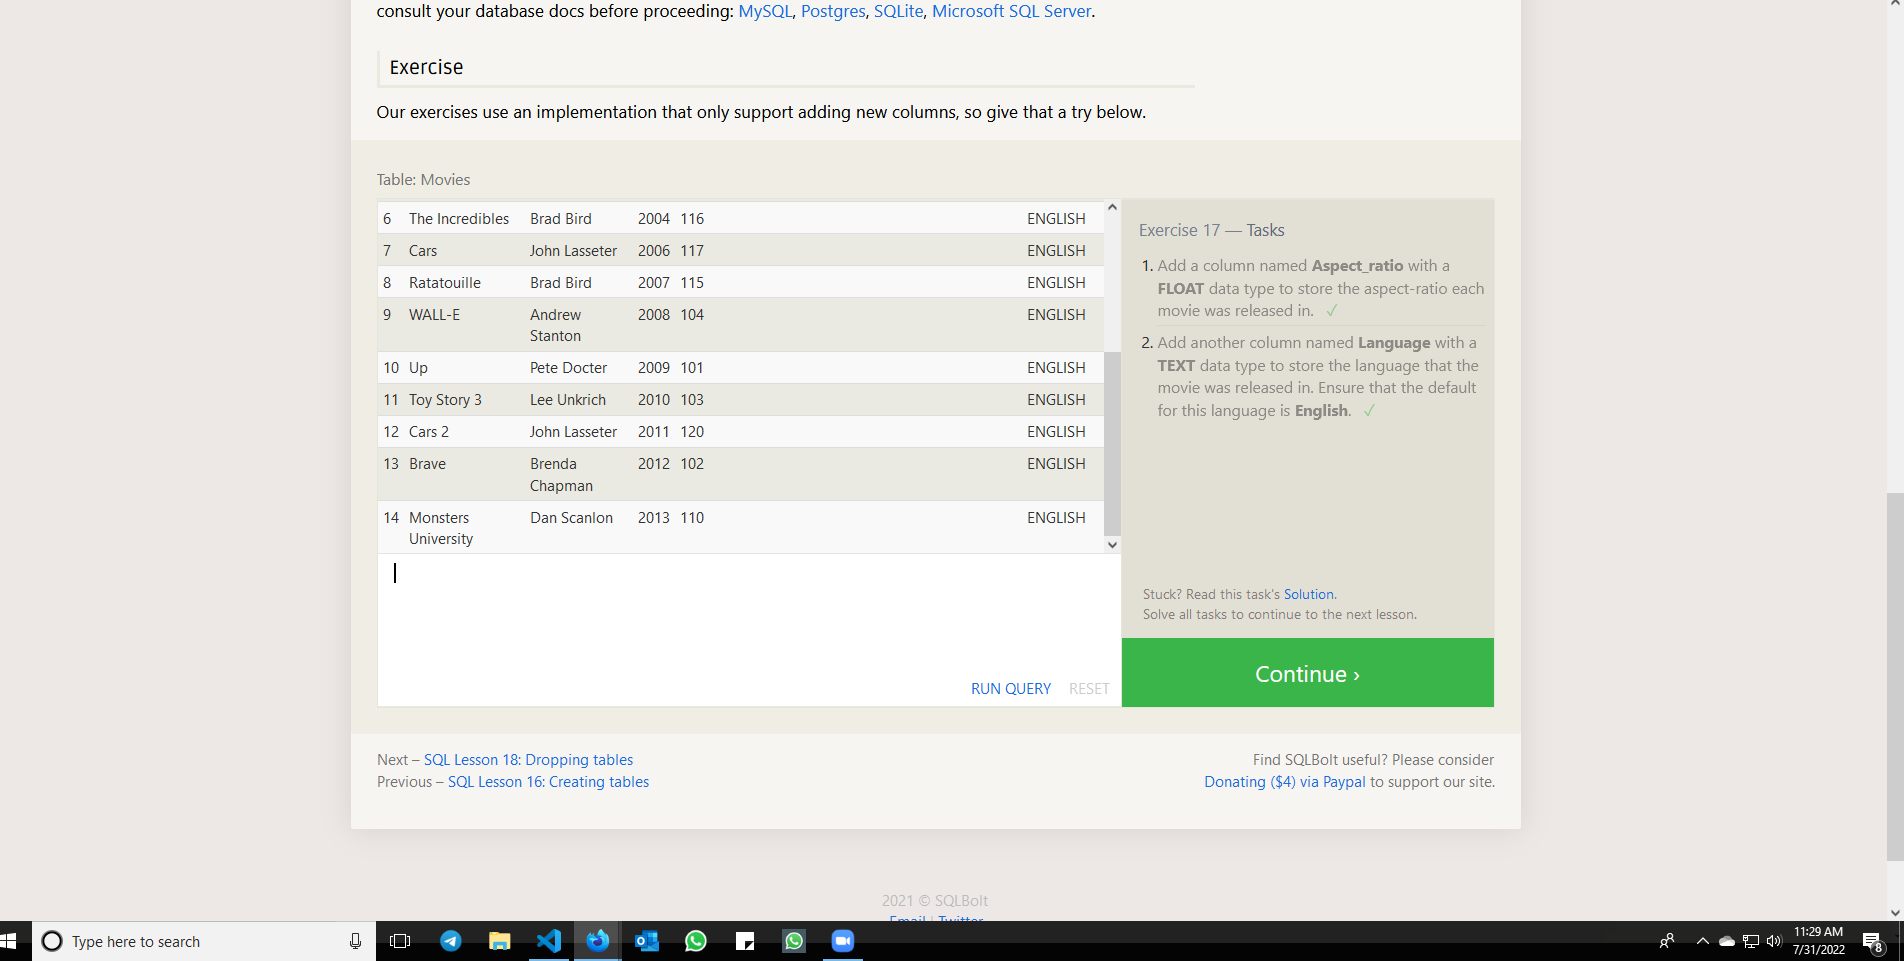 consult your database docs before proceeding: MySQL, Postgres, SQLite, Microsoft SQL Server.
Exercise
Our exercises use an implementation that only support adding new columns, so give that a try below.
Table: Movies
6 The Incredibles Brad Bird 2004 116 ENGLISH
7 Cars John Lasseter 2006 117 ENGLISH
8 Ratatouille Brad Bird 2007 115 ENGLISH
9 WALL-E Andrew Stanton 2008 104 ENGLISH
10 Up Pete Docter 2009 101 ENGLISH
11 Toy Story 3 Lee Unkrich 2010 103 ENGLISH
12 Cars 2 John Lasseter 2011 120 ENGLISH
13 Brave Brenda Chapman 2012 102 ENGLISH
14 Monsters University Dan Scanlon 2013 110 ENGLISH
RUN QUERY RESET
Exercise 17 — Tasks
1. Add a column named Aspect_ratio with a
FLOAT data type to store the aspect-ratio each
movie was released in. ✓
2. Add another column named Language with a
TEXT data type to store the language that the
movie was released in. Ensure that the default
for this language is English. ✓
Stuck? Read this task's Solution.
Solve all tasks to continue to the next lesson.
Continue ›
Next – SQL Lesson 18: Dropping tables
Previous – SQL Lesson 16: Creating tables
Find SQLBolt useful? Please consider
Donating ($4) via Paypal to support our site.
2021 © SQLBolt
Email | Twitter
Type here to search
11:29 AM
7/31/2022
8